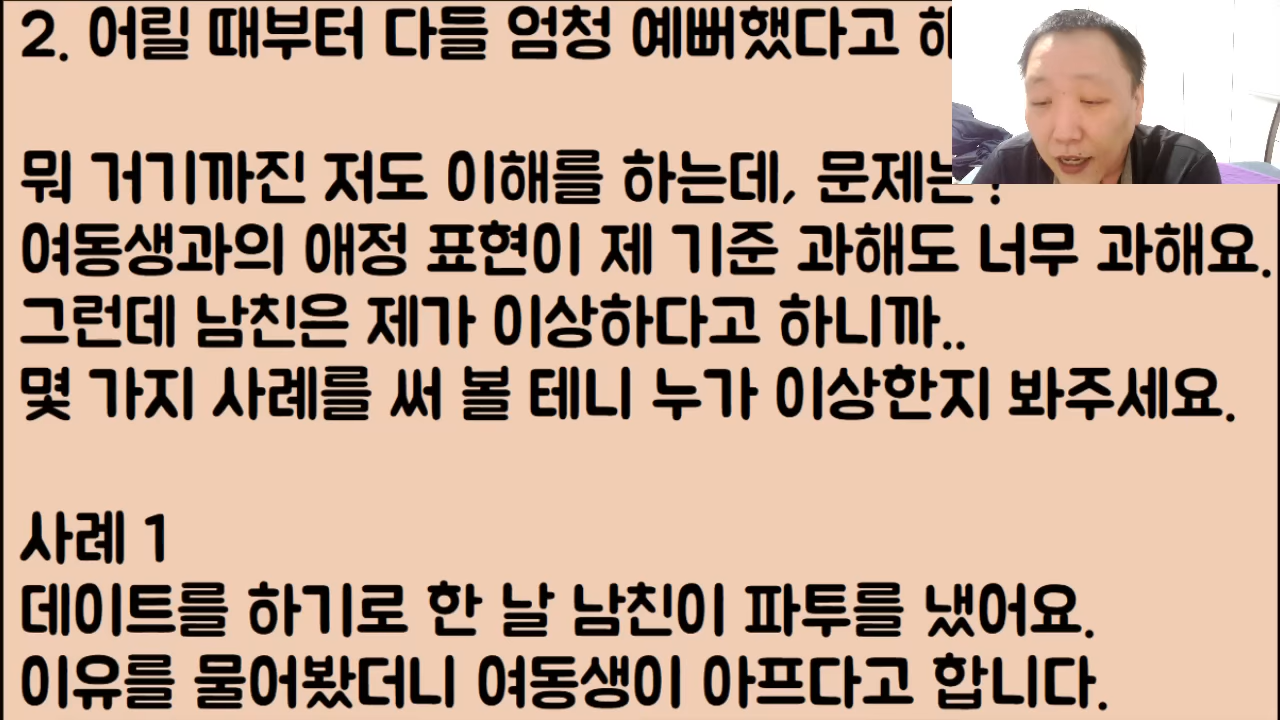 2. 어릴 때부터 다들 엄청 예뻐했다고
뭐 거기까진 저도 이해를 하는데, 문제는?
여동생과의 애정 표현이 제 기준 과해도 너무 과해요.
그런데 남친은 제가 이상하다고 하니까..
몇 가지 사례를 써 볼 테니 누가 이상한지 봐주세요.
사례 1
데이트를 하기로 한 날 남친이 파투를 냈어요.
이유를 물어봤더니 여동생이 아프다고 합니다.